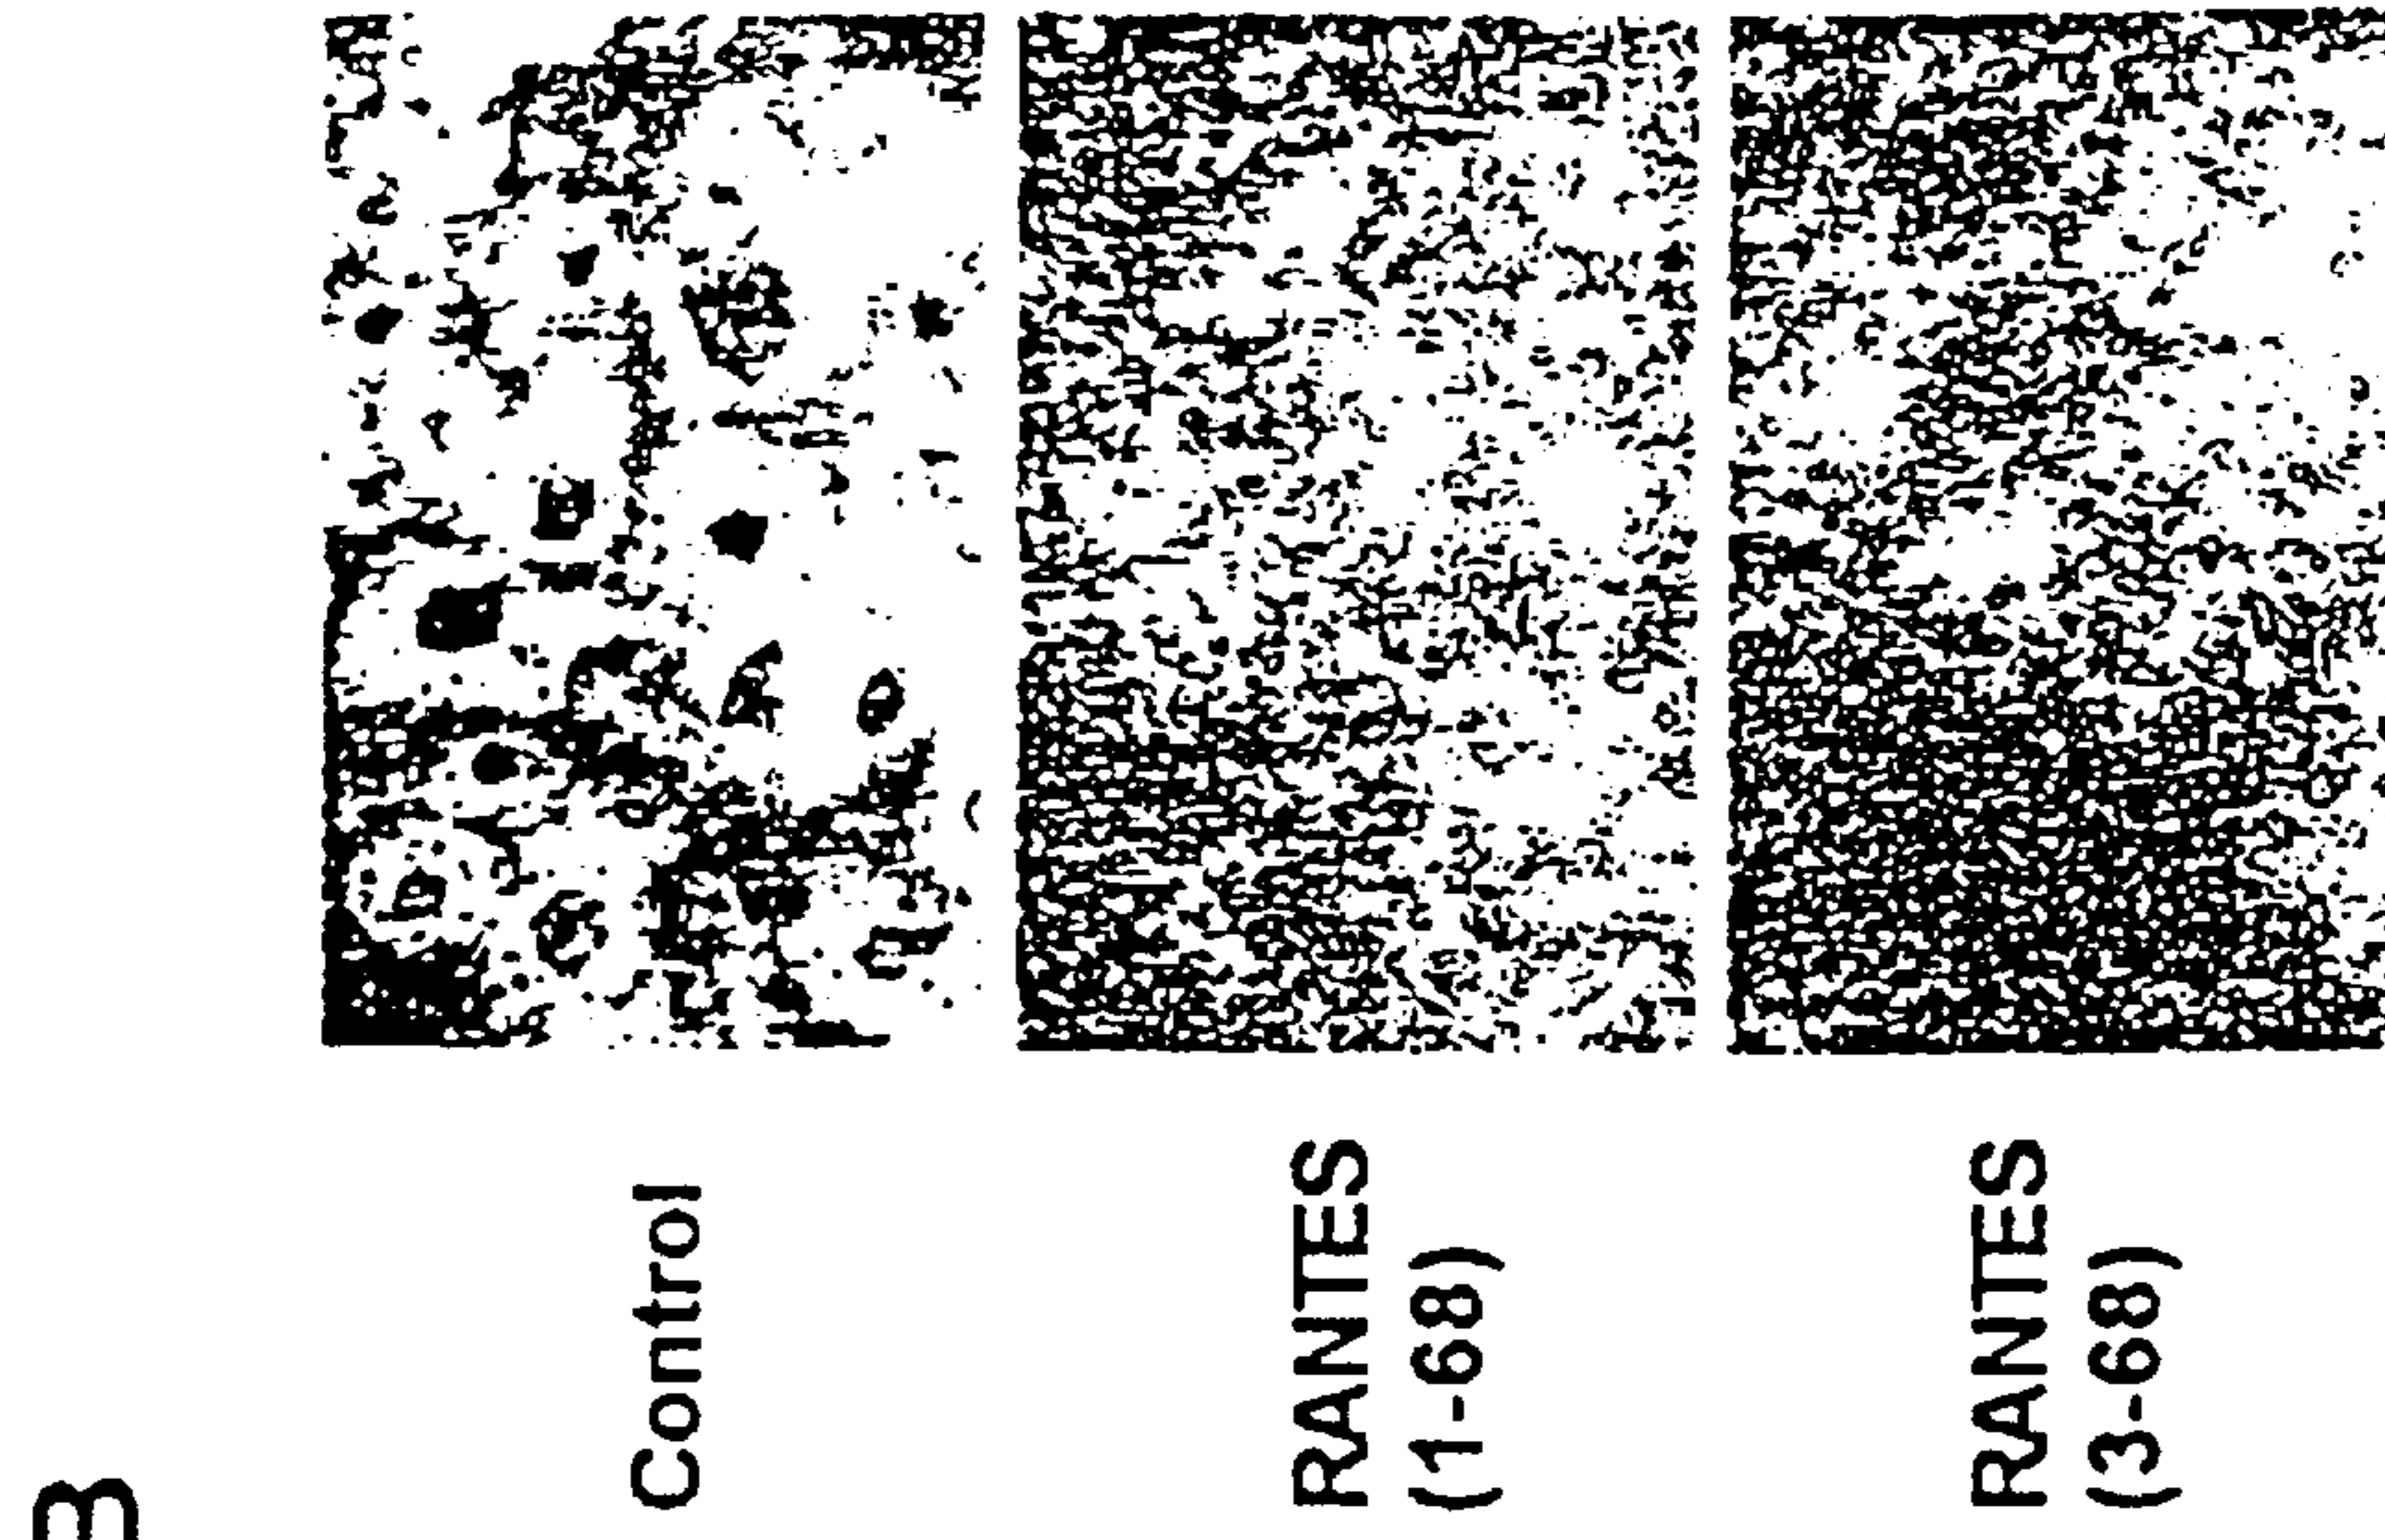 B
Control
RANTES
(1-68)
RANTES
(3-68)